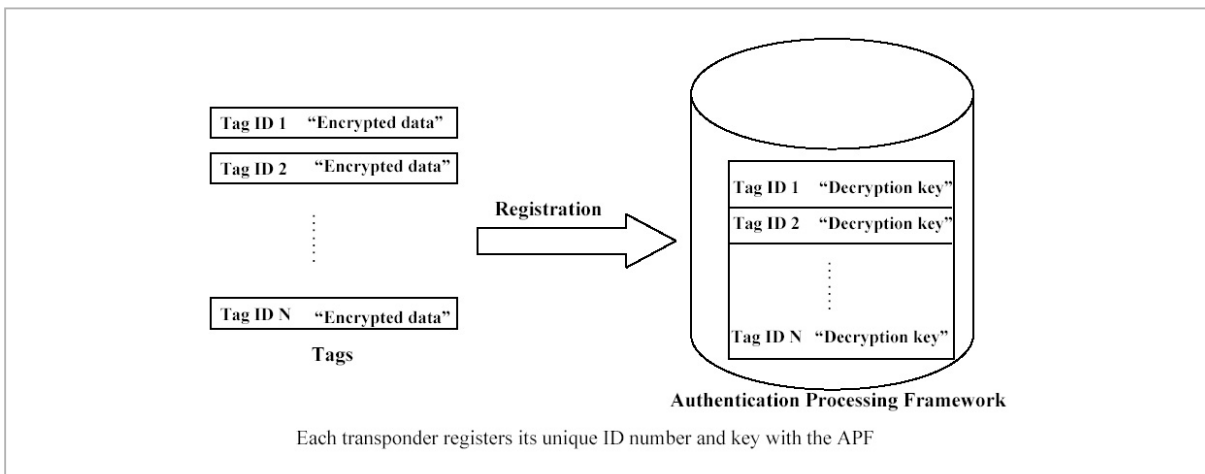 Tag ID 1 “Encrypted data”
Tag ID 2 “Encrypted data”
Tag ID N “Encrypted data”
Tags
Registration
Tag ID 1 “Decryption key”
Tag ID 2 “Decryption key”
Tag ID N “Decryption key”
Authentication Processing Framework
Each transponder registers its unique ID number and key with the APF